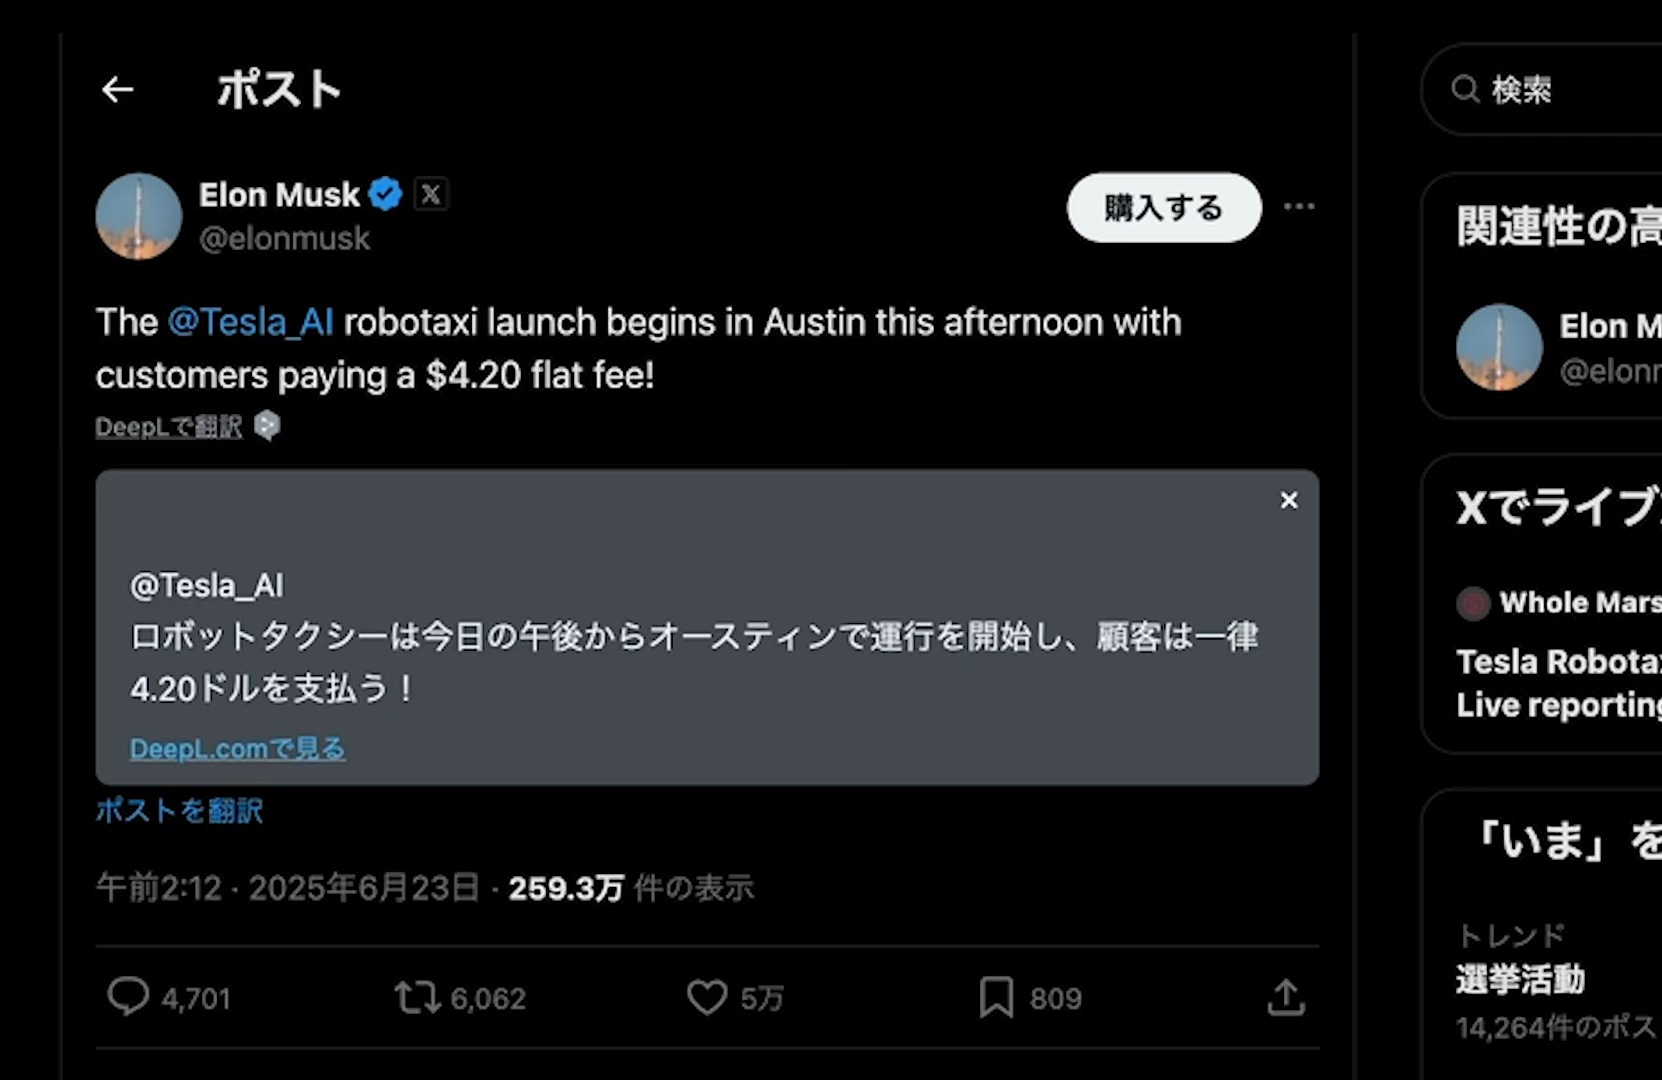 ポスト
Elon Musk
@elonmusk
購入する
The @Tesla_AI robotaxi launch begins in Austin this afternoon with
customers paying a $4.20 flat fee!
DeepLで翻訳
@Tesla_AI
ロボットタクシーは今日の午後からオースティンで運行を開始し、顧客は一律
4.20ドルを支払う!
DeepL.comで見る
ポストを翻訳
午前2:12 · 2025年6月23日 · 259.3万 件の表示
4,701
6,062
5万
809
検索
関連性の高
Elon M
@elon
Xでライブ
Whole Mars
Tesla Robota
Live reporting
「いま」を
トレンド
選挙活動
14,264件のポス